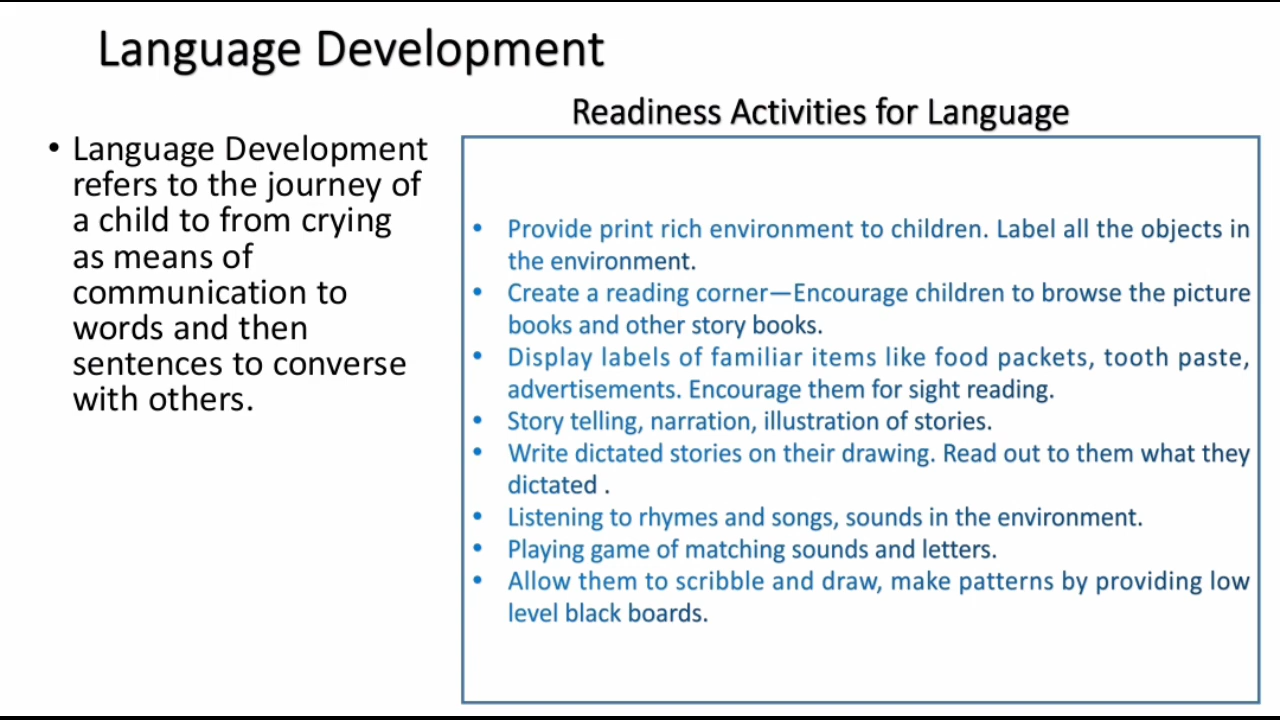 Language Development
• Language Development
refers to the journey of
a child to from crying
as means of
communication to
words and then
sentences to converse
with others.
Readiness Activities for Language
• Provide print rich environment to children. Label all the objects in
the environment.
• Create a reading corner—Encourage children to browse the picture
books and other story books.
• Display labels of familiar items like food packets, tooth paste,
advertisements. Encourage them for sight reading.
• Story telling, narration, illustration of stories.
• Write dictated stories on their drawing. Read out to them what they
dictated .
• Listening to rhymes and songs, sounds in the environment.
• Playing game of matching sounds and letters.
• Allow them to scribble and draw, make patterns by providing low
level black boards.